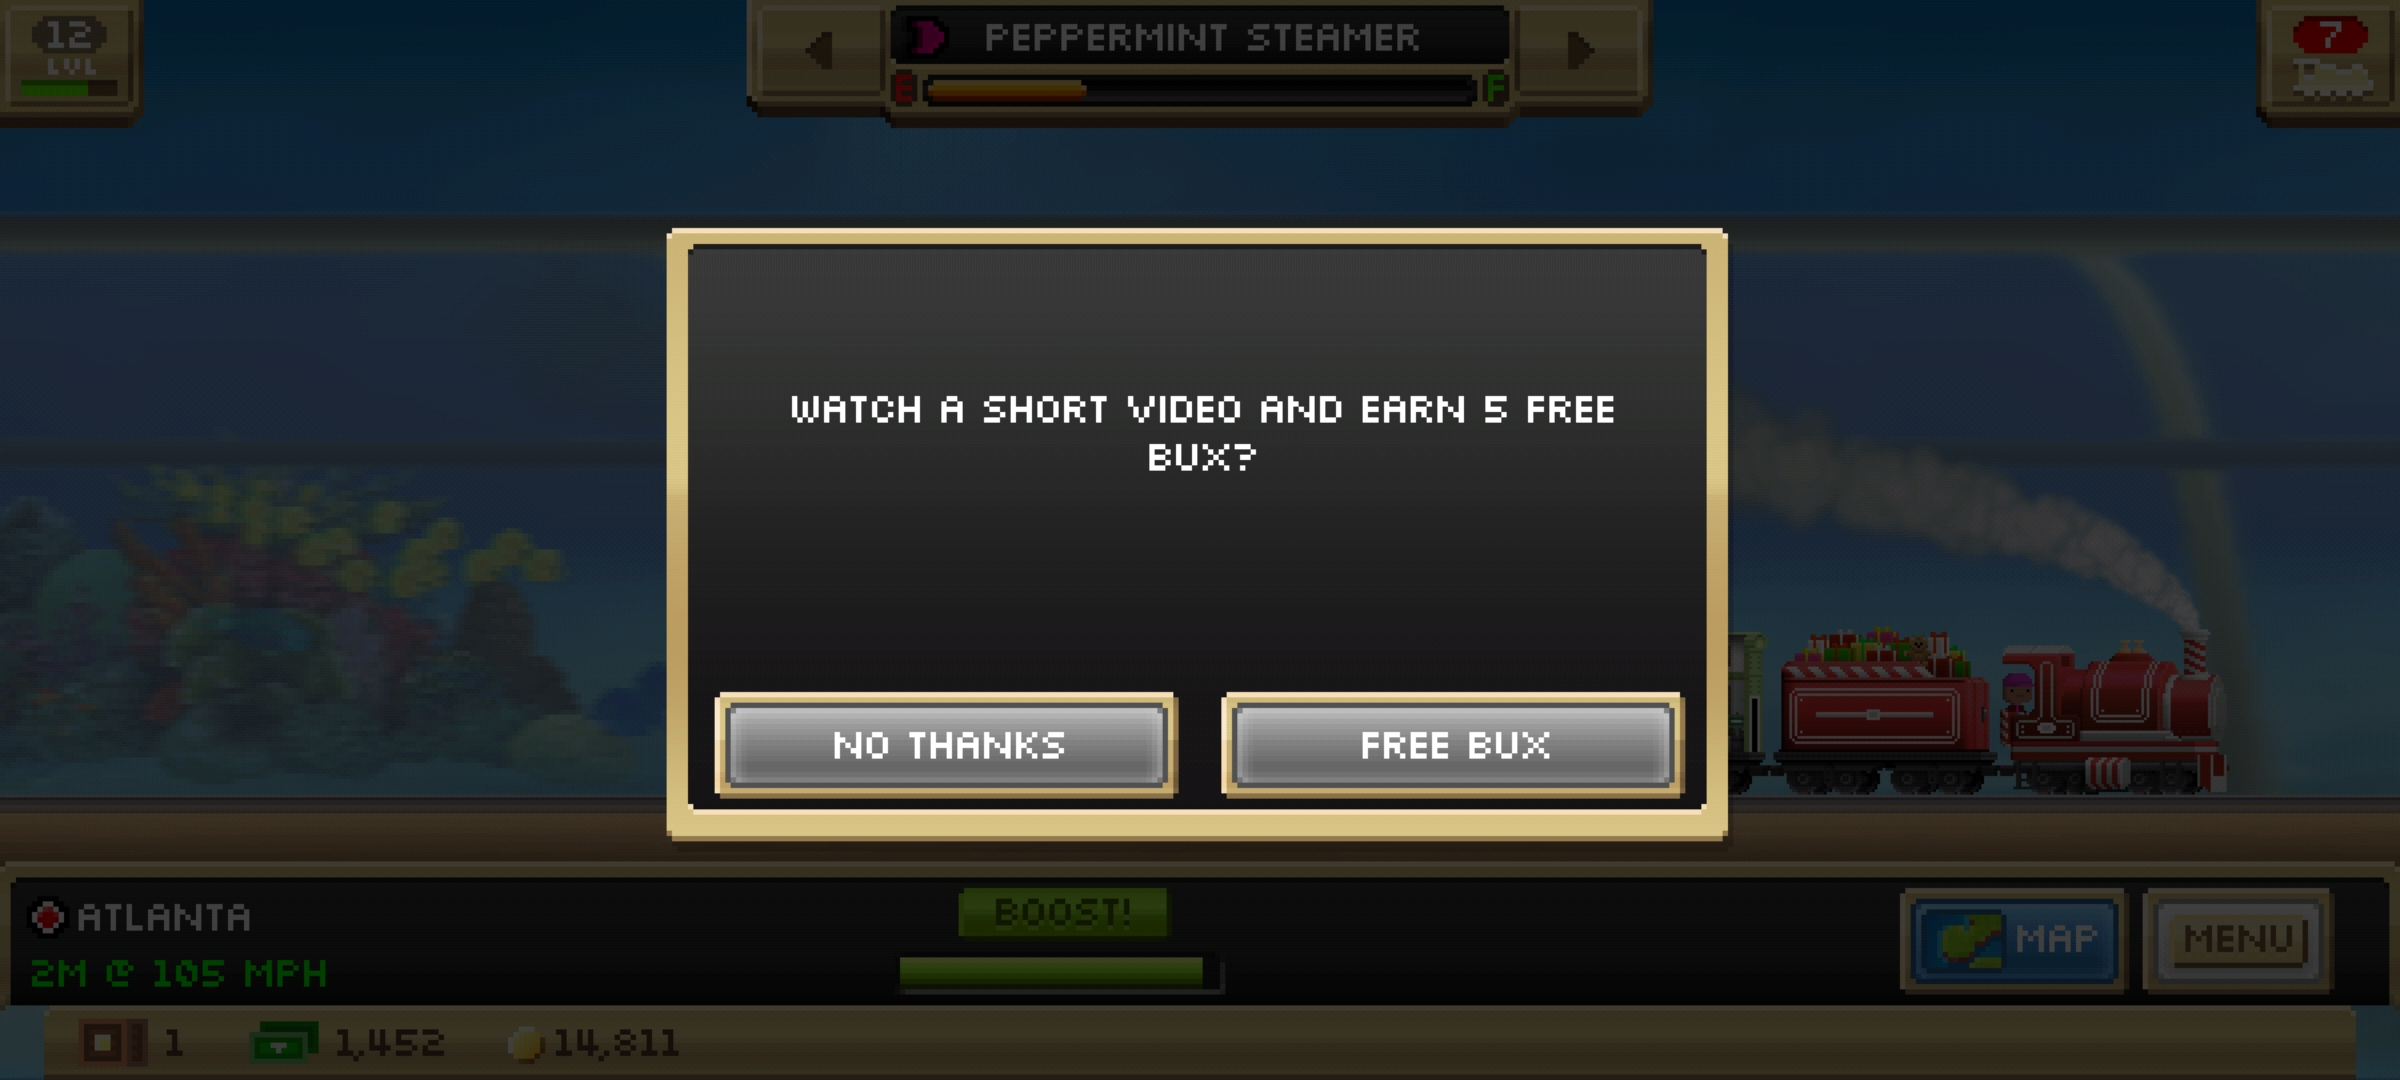 12
LVL
PEPPERMINT STEAMER
E F
7
WATCH A SHORT VIDEO AND EARN 5 FREE
BUX?
NO THANKS
FREE BUX
ATLANTA
2M @ 105 MPH
BOOST!
MAP
MENU
1
1,452
14,811